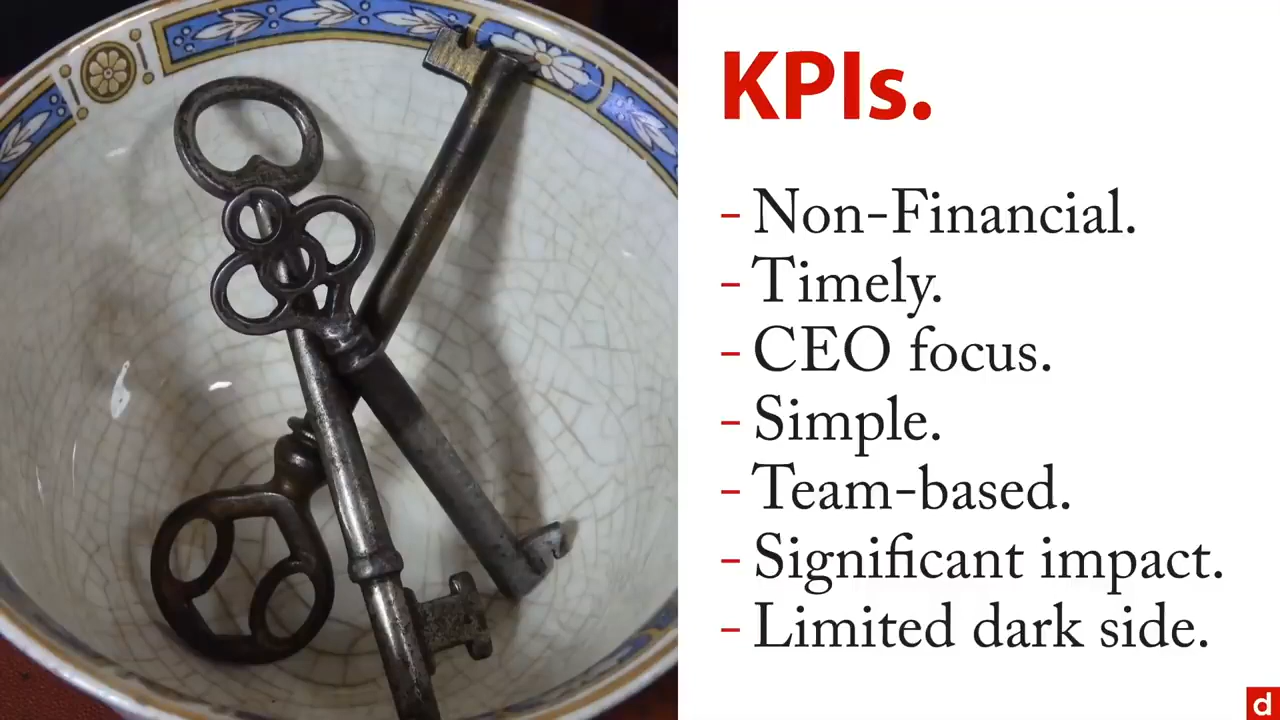 KPIs.
- Non-Financial.
- Timely.
- CEO focus.
- Simple.
- Team-based.
- Significant impact.
- Limited dark side.
d